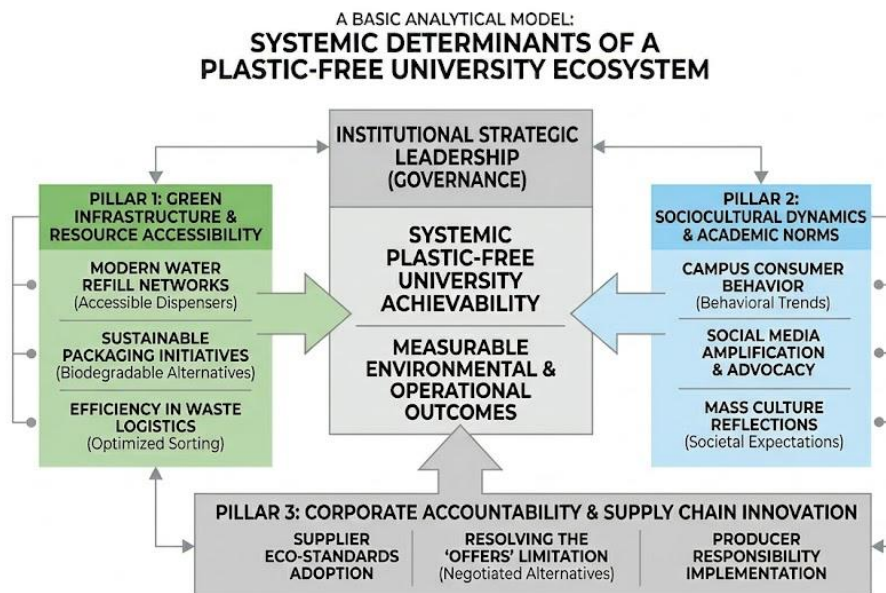 A BASIC ANALYTICAL MODEL:
SYSTEMIC DETERMINANTS OF A
PLASTIC-FREE UNIVERSITY ECOSYSTEM
INSTITUTIONAL STRATEGIC
LEADERSHIP
(GOVERNANCE)
PILLAR 1: GREEN
INFRASTRUCTURE &
RESOURCE ACCESSIBILITY
MODERN WATER
REFILL NETWORKS
(Accessible Dispensers)
SUSTAINABLE
PACKAGING INITIATIVES
(Biodegradable Alternatives)
EFFICIENCY IN WASTE
LOGISTICS
(Optimized Sorting)
SYSTEMIC
PLASTIC-FREE
UNIVERSITY
ACHIEVABILITY
MEASURABLE
ENVIRONMENTAL &
OPERATIONAL
OUTCOMES
PILLAR 2:
SOCIOCULTURAL DYNAMICS
& ACADEMIC NORMS
CAMPUS CONSUMER
BEHAVIOR
(Behavioral Trends)
SOCIAL MEDIA
AMPLIFICATION
& ADVOCACY
MASS CULTURE
REFLECTIONS
(Societal Expectations)
PILLAR 3: CORPORATE ACCOUNTABILITY & SUPPLY CHAIN INNOVATION
SUPPLIER
ECO-STANDARDS
ADOPTION
RESOLVING THE
'OFFERS' LIMITATION
(Negotiated Alternatives)
PRODUCER
RESPONSIBILITY
IMPLEMENTATION